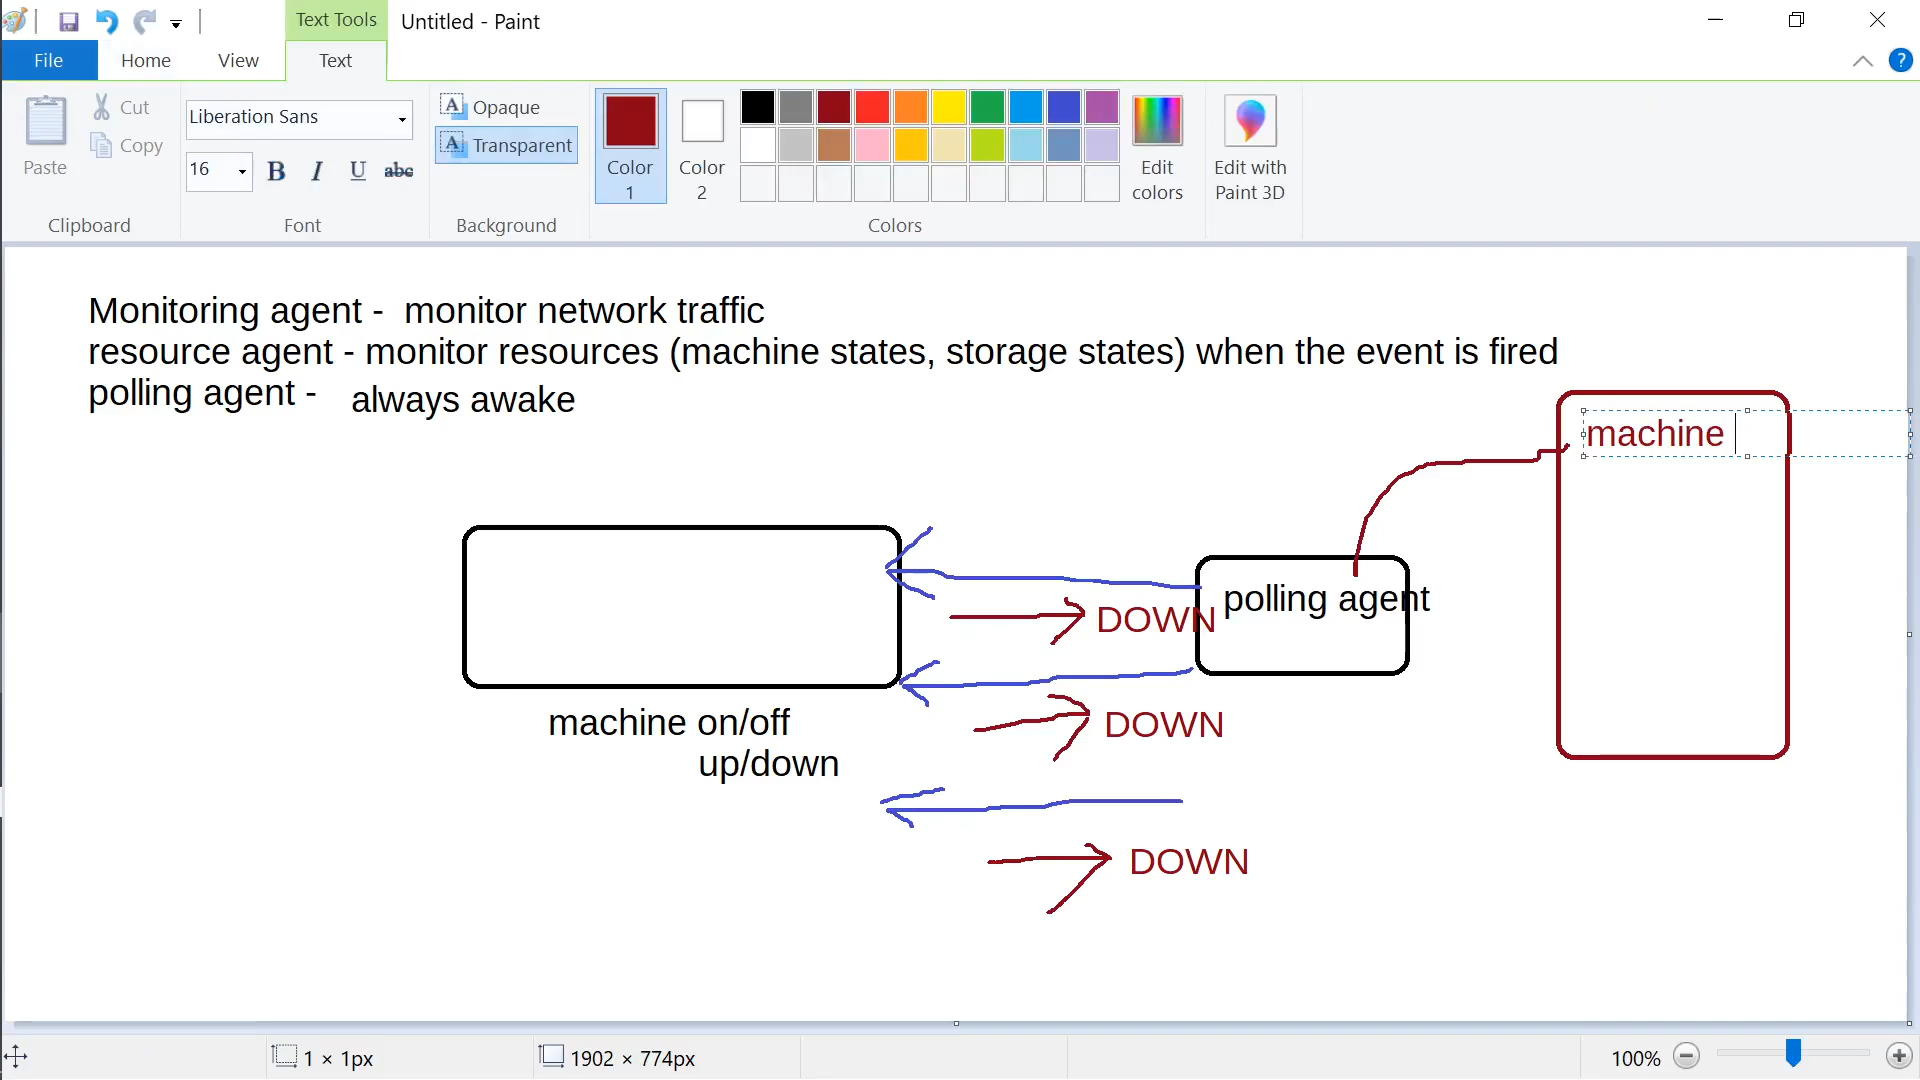 Text Tools
Untitled - Paint
File
Home
View
Text
Paste
Cut
Copy
Clipboard
Liberation Sans
16
B I U abc
Font
Opaque
Transparent
Background
Color 1
Color 2
Edit colors
Colors
Edit with Paint 3D
Monitoring agent - monitor network traffic
resource agent - monitor resources (machine states, storage states) when the event is fired
polling agent - always awake
machine
polling agent
DOWN
machine on/off
up/down
DOWN
DOWN
1 × 1px
1902 × 774px
100%